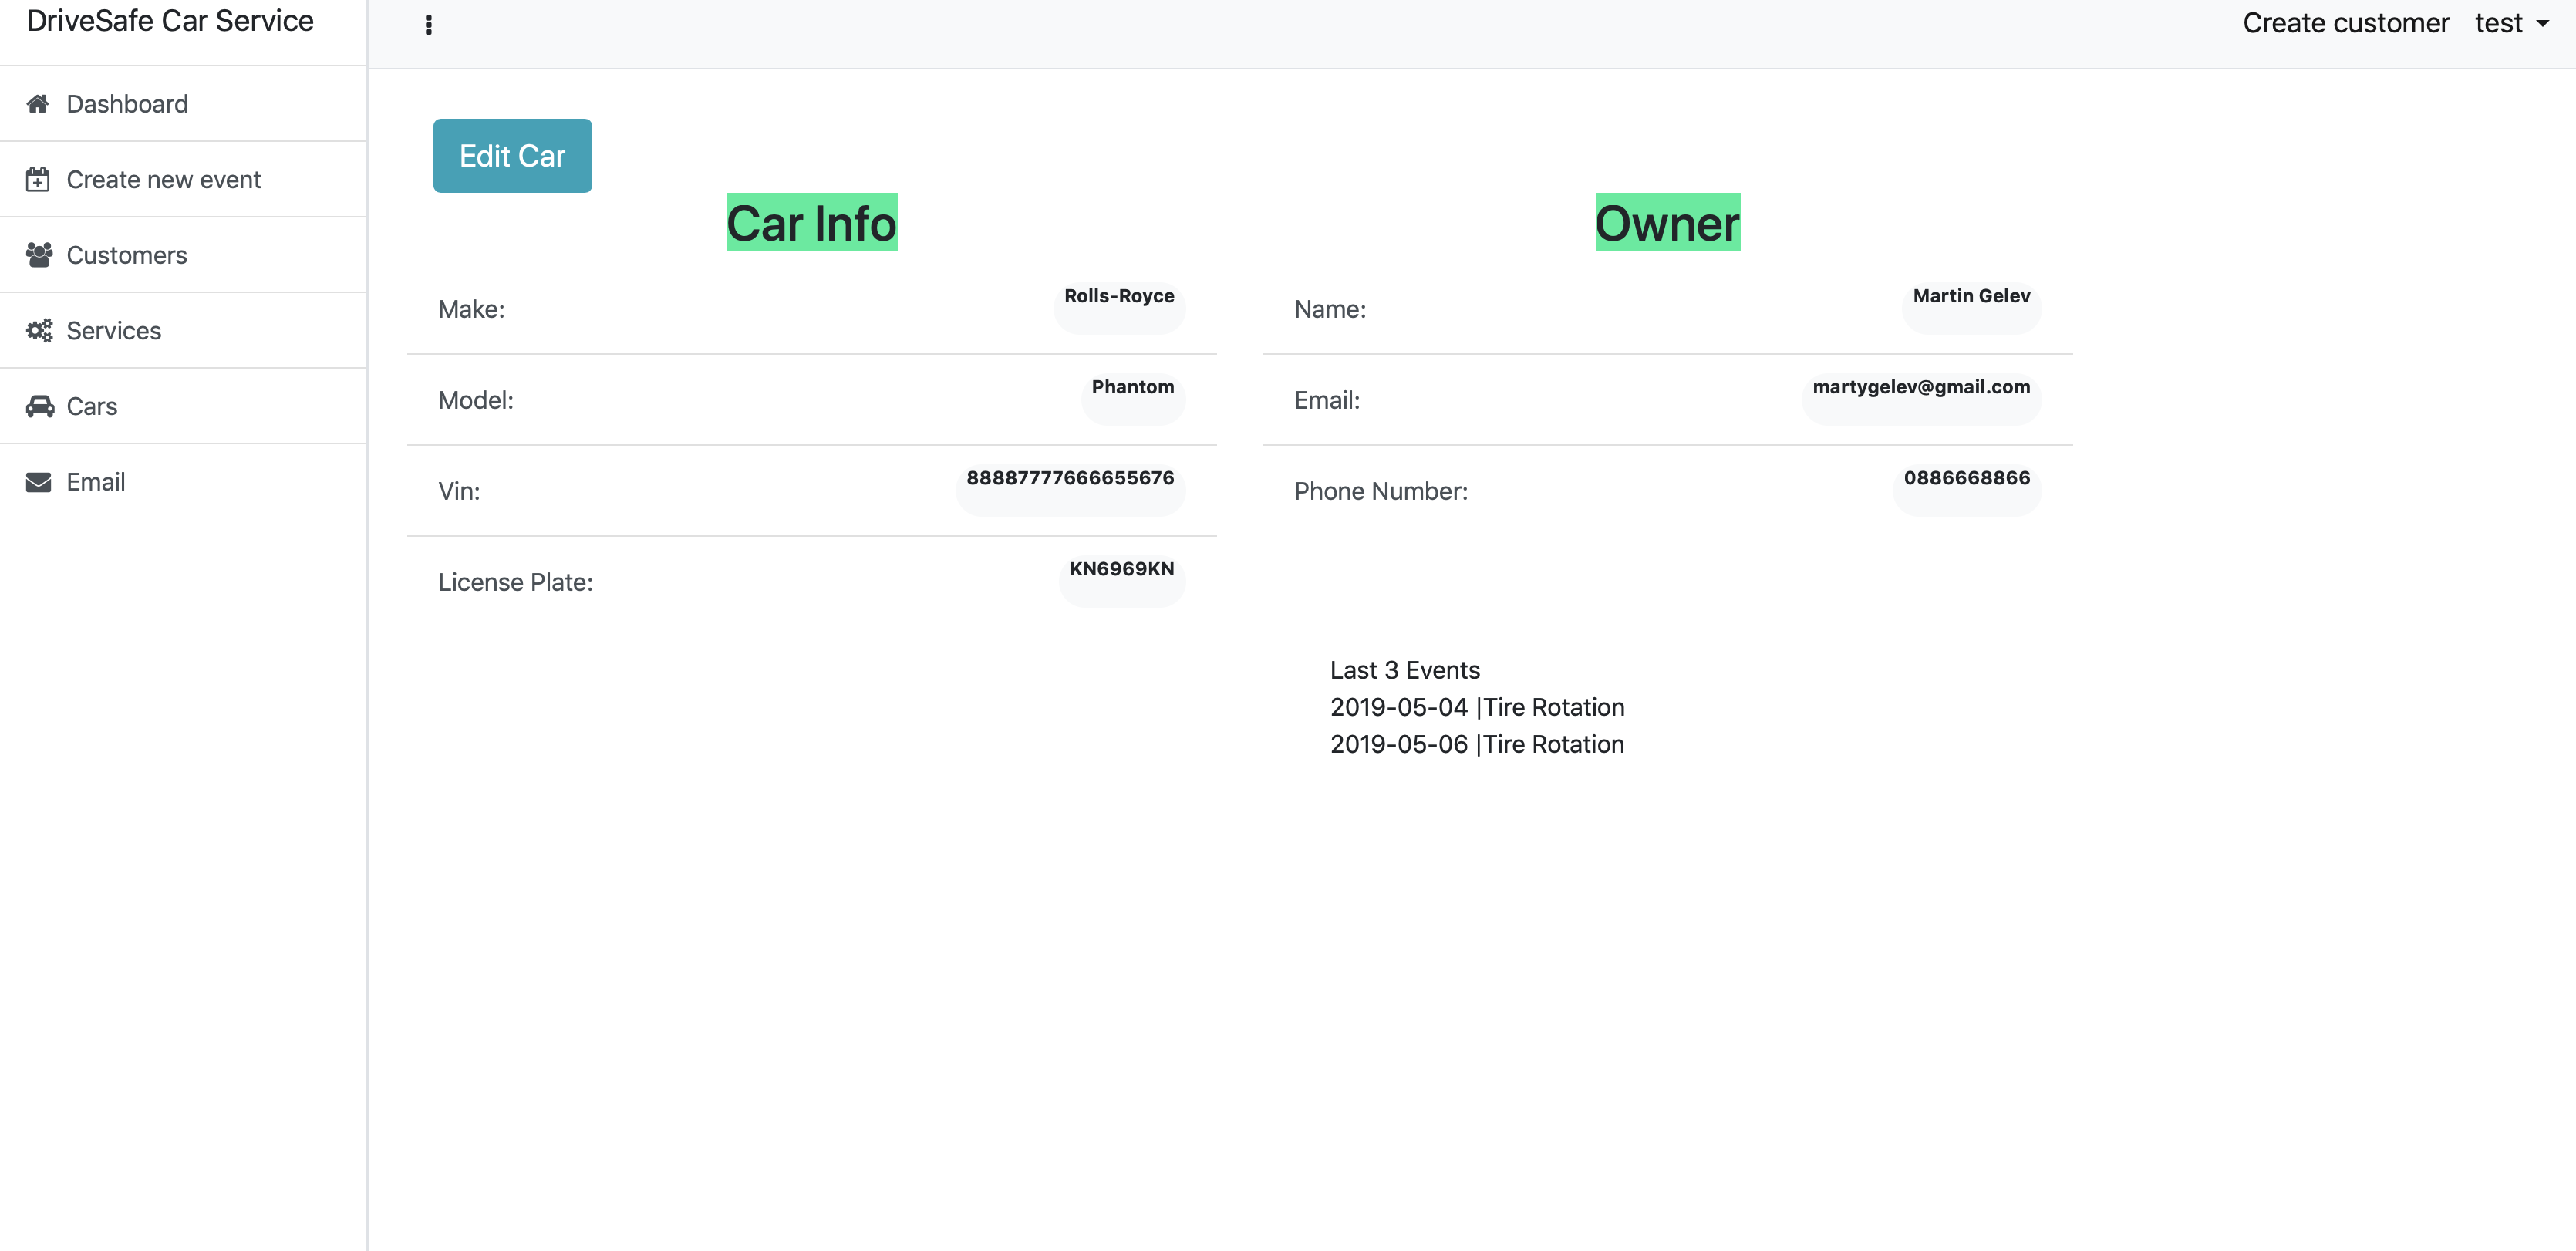 DriveSafe Car Service
Create customer test
Dashboard
Create new event
Customers
Services
Cars
Email
Edit Car
Car Info
Make: Rolls-Royce
Model: Phantom
Vin: 88887777666655676
License Plate: KN6969KN
Owner
Name: Martin Gelev
Email: martygelev@gmail.com
Phone Number: 0886668866
Last 3 Events
2019-05-04 |Tire Rotation
2019-05-06 |Tire Rotation